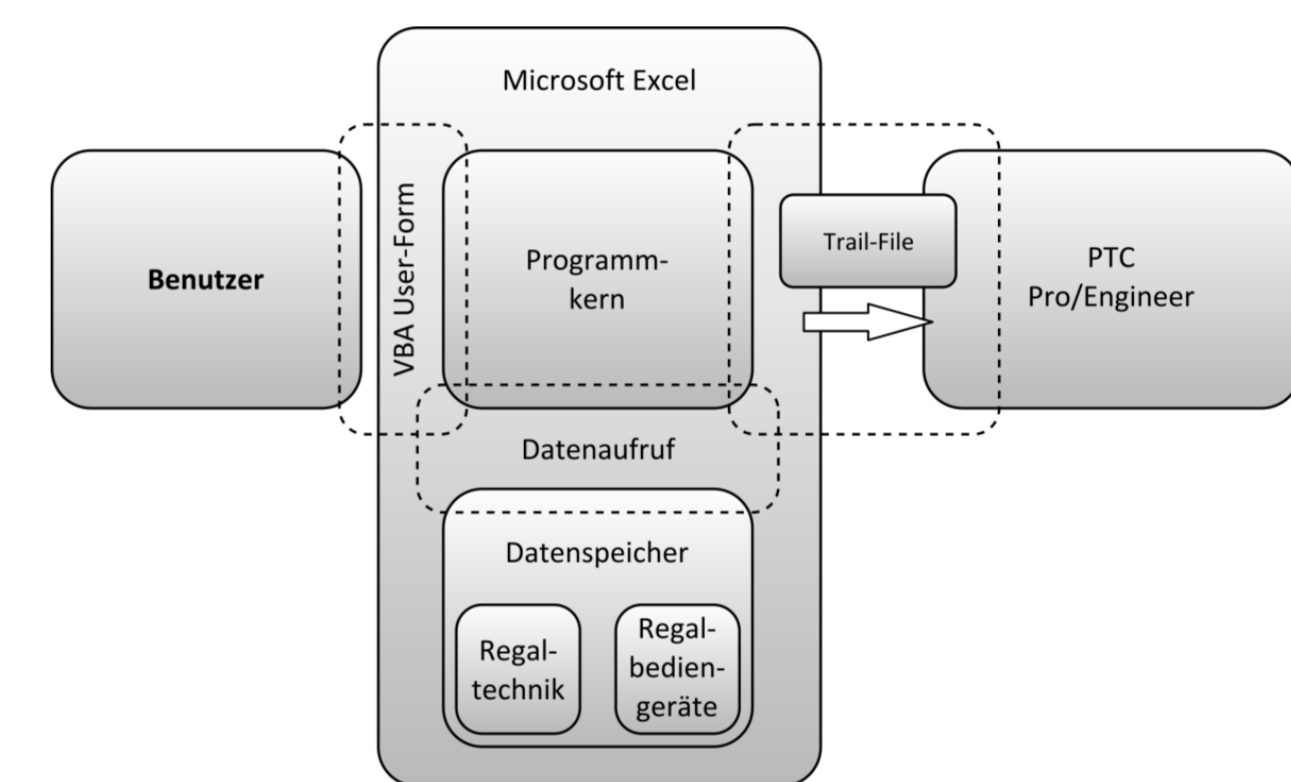 Microsoft Excel
Benutzer
VBA User-Form
Programm-
kern
Trail-File
PTC
Pro/Engineer
Datenaufruf
Datenspeicher
Regal-
technik
Regal-
bedien-
geräte